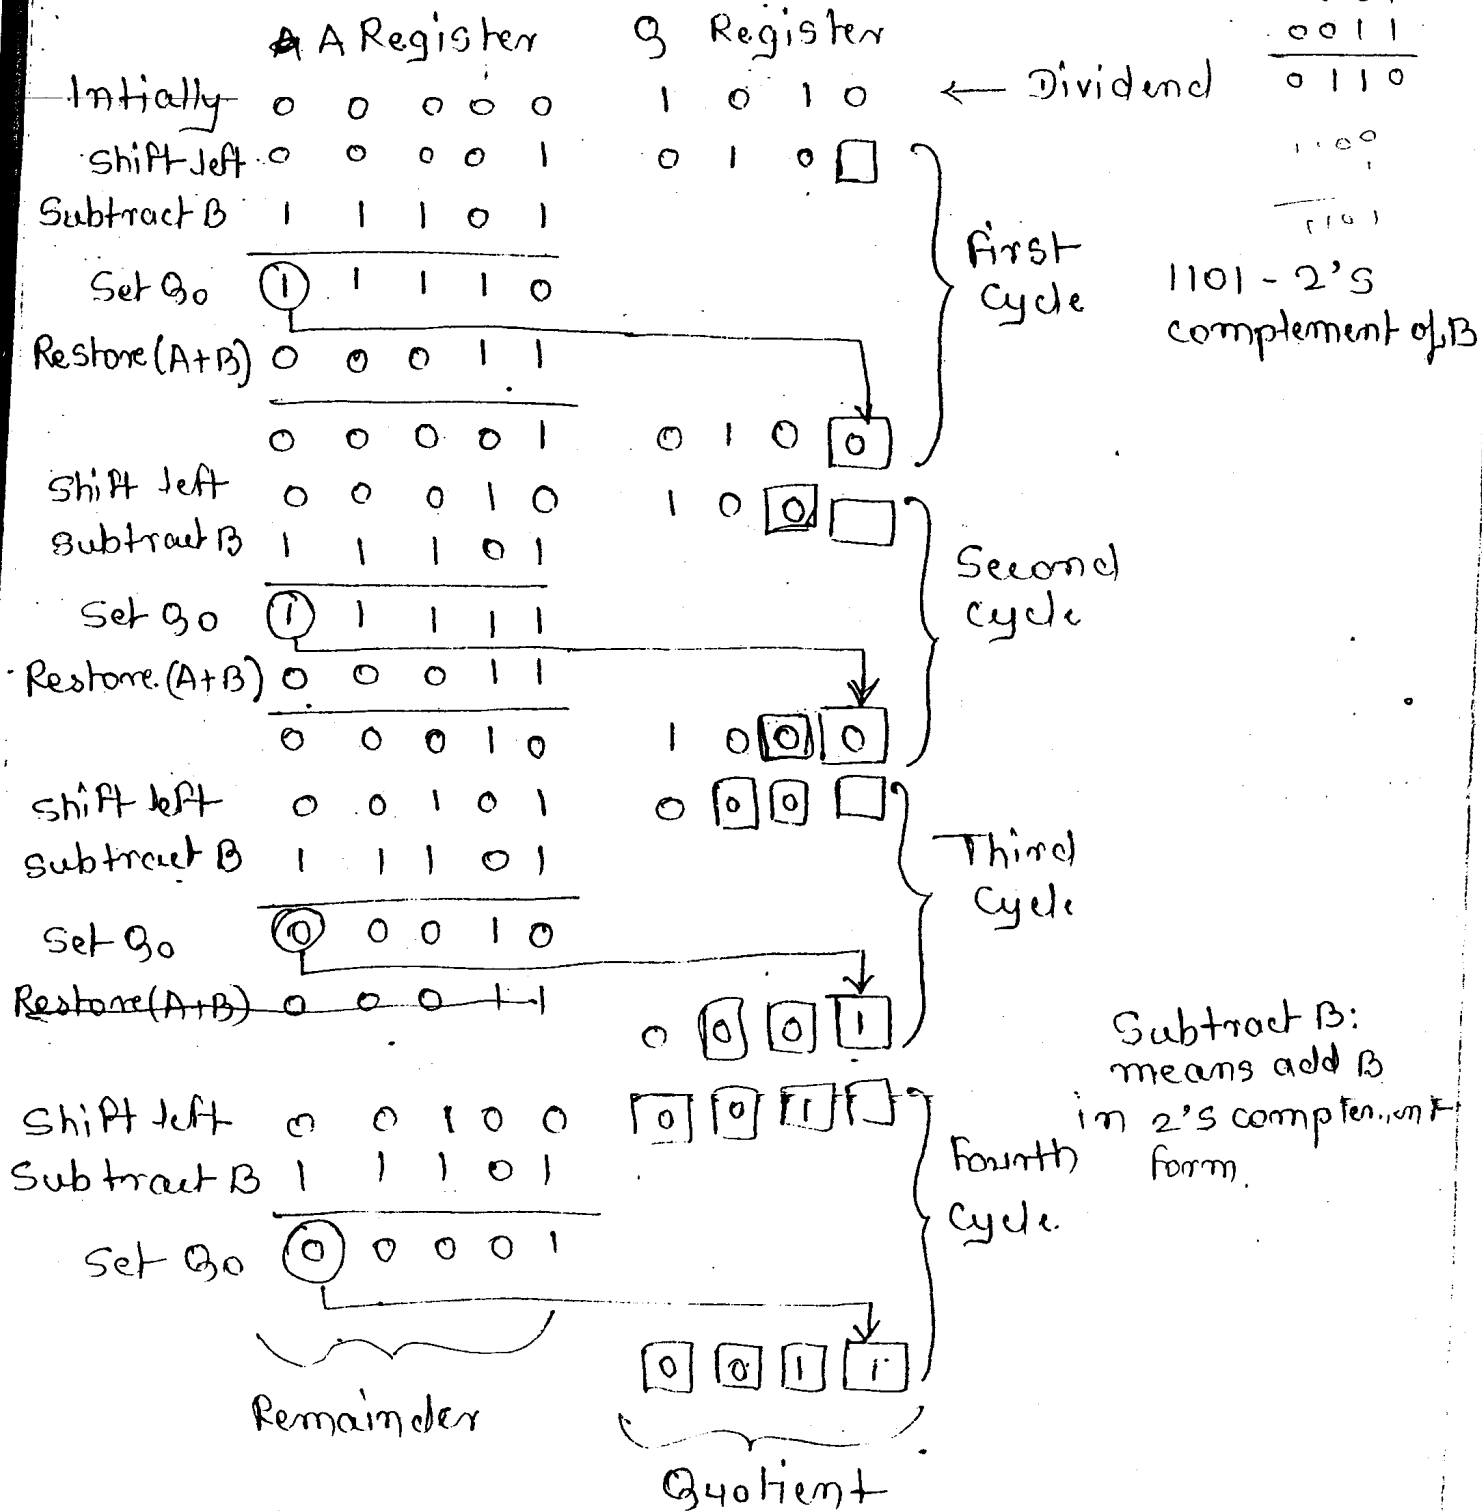 A Register Q Register
Intially 0 0 0 0 0 1 0 1 0 ← Dividend
Shift left 0 0 0 0 1 0 1 0
Subtract B 1 1 1 0 1
Set Q0 1 1 1 1 0
Restore (A+B) 0 0 0 1 1
0 0 0 0 1 0 1 0 0
First
Cycle
Shift left 0 0 0 1 0 1 0 0
Subtract B 1 1 1 0 1
Set Q0 1 1 1 1 1
Restore (A+B) 0 0 0 1 1
0 0 0 1 0 1 0 0 0
Second
Cycle
Shift left 0 0 1 0 1 0 0 0
Subtract B 1 1 1 0 1
Set Q0 0 0 0 1 0
Restore (A+B) 0 0 0 1 1
0 0 0 1
Third
Cycle
Shift left 0 0 1 0 0 0 0 1
Subtract B 1 1 1 0 1
Set Q0 0 0 0 0 1
0 0 1 1
Fourth
Cycle.
Remainder
Quotient
0011
0110
1100
1
1101
1101 - 2's
complement of B
Subtract B:
means add B
in 2's complement
form.